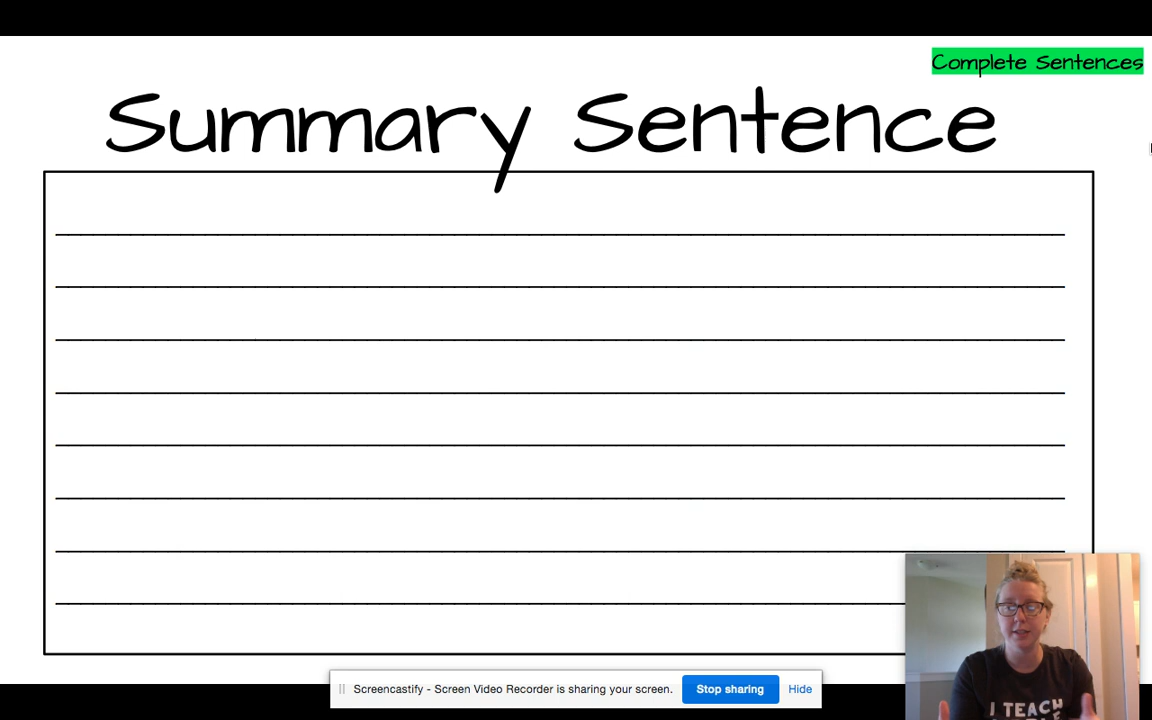 Complete Sentences
Summary Sentence
I TEACH
Screencastify - Screen Video Recorder is sharing your screen. Stop sharing Hide